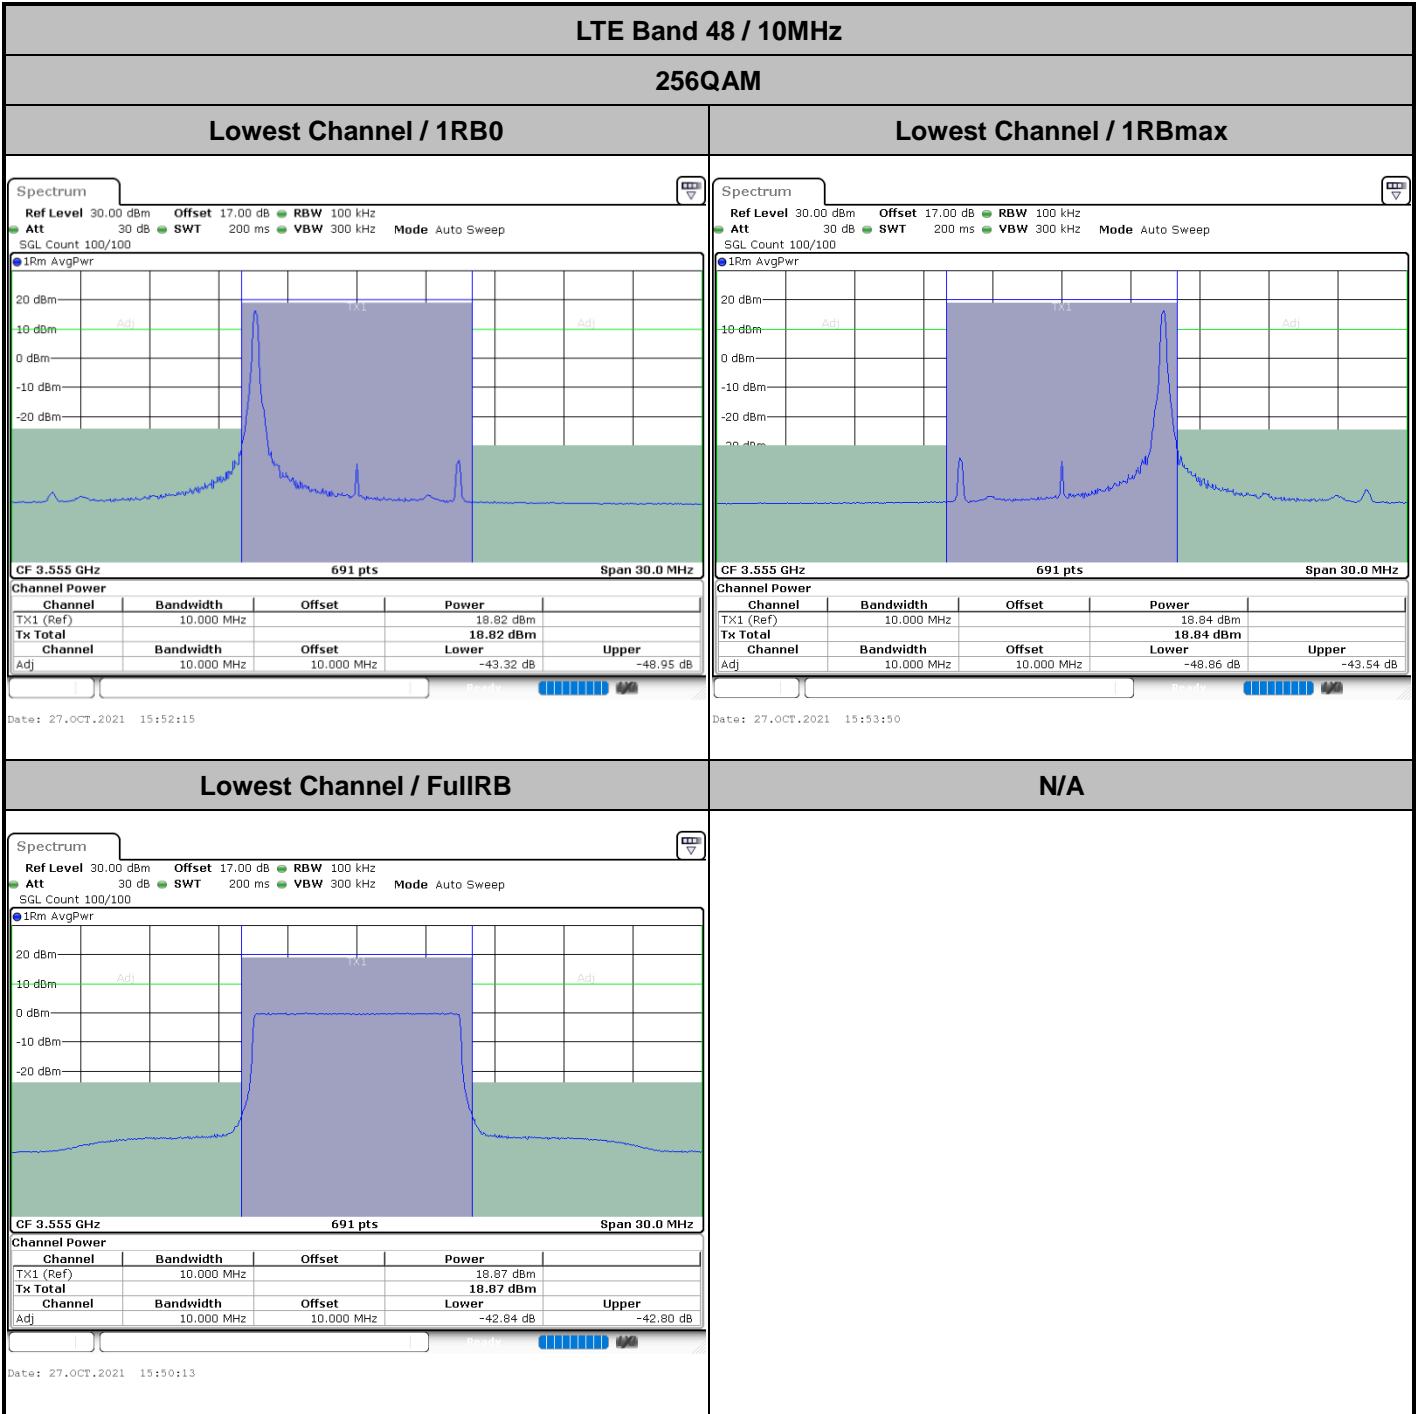 LTE Band 48 / 10MHz
256QAM
Lowest Channel / 1RB0
Lowest Channel / 1RBmax
Spectrum
Ref Level 30.00 dBm Offset 17.00 dB RBW 100 kHz
Att 30 dB SWT 200 ms VBW 300 kHz Mode Auto Sweep
SGL Count 100/100
1Rm AvgPwr
TX1
20 dBm
Adj
Adj
10 dBm
0 dBm
-10 dBm
-20 dBm
CF 3.555 GHz 691 pts Span 30.0 MHz
Channel Power
Channel Bandwidth Offset Power
TX1 (Ref) 10.000 MHz 18.82 dBm
Tx Total 18.82 dBm
Channel Bandwidth Offset Lower Upper
Adj 10.000 MHz 10.000 MHz -43.32 dB -48.95 dB
Ready
Date: 27.OCT.2021 15:52:15
Spectrum
Ref Level 30.00 dBm Offset 17.00 dB RBW 100 kHz
Att 30 dB SWT 200 ms VBW 300 kHz Mode Auto Sweep
SGL Count 100/100
1Rm AvgPwr
TX1
20 dBm
Adj
Adj
10 dBm
0 dBm
-10 dBm
-20 dBm
CF 3.555 GHz 691 pts Span 30.0 MHz
Channel Power
Channel Bandwidth Offset Power
TX1 (Ref) 10.000 MHz 18.84 dBm
Tx Total 18.84 dBm
Channel Bandwidth Offset Lower Upper
Adj 10.000 MHz 10.000 MHz -48.86 dB -43.54 dB
Ready
Date: 27.OCT.2021 15:53:50
Lowest Channel / FullRB
N/A
Spectrum
Ref Level 30.00 dBm Offset 17.00 dB RBW 100 kHz
Att 30 dB SWT 200 ms VBW 300 kHz Mode Auto Sweep
SGL Count 100/100
1Rm AvgPwr
TX1
20 dBm
Adj
Adj
10 dBm
0 dBm
-10 dBm
-20 dBm
CF 3.555 GHz 691 pts Span 30.0 MHz
Channel Power
Channel Bandwidth Offset Power
TX1 (Ref) 10.000 MHz 18.87 dBm
Tx Total 18.87 dBm
Channel Bandwidth Offset Lower Upper
Adj 10.000 MHz 10.000 MHz -42.84 dB -42.80 dB
Ready
Date: 27.OCT.2021 15:50:13